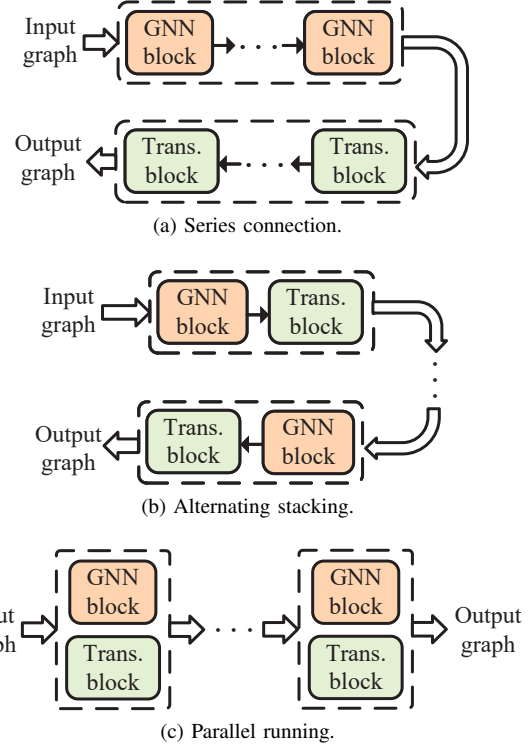 Input
graph
GNN
block
GNN
block
Output
graph
Trans.
block
Trans.
block
(a) Series connection.
Input
graph
GNN
block
Trans.
block
Output
graph
Trans.
block
GNN
block
(b) Alternating stacking.
GNN
block
Trans.
block
GNN
block
Trans.
block
Output
graph
(c) Parallel running.